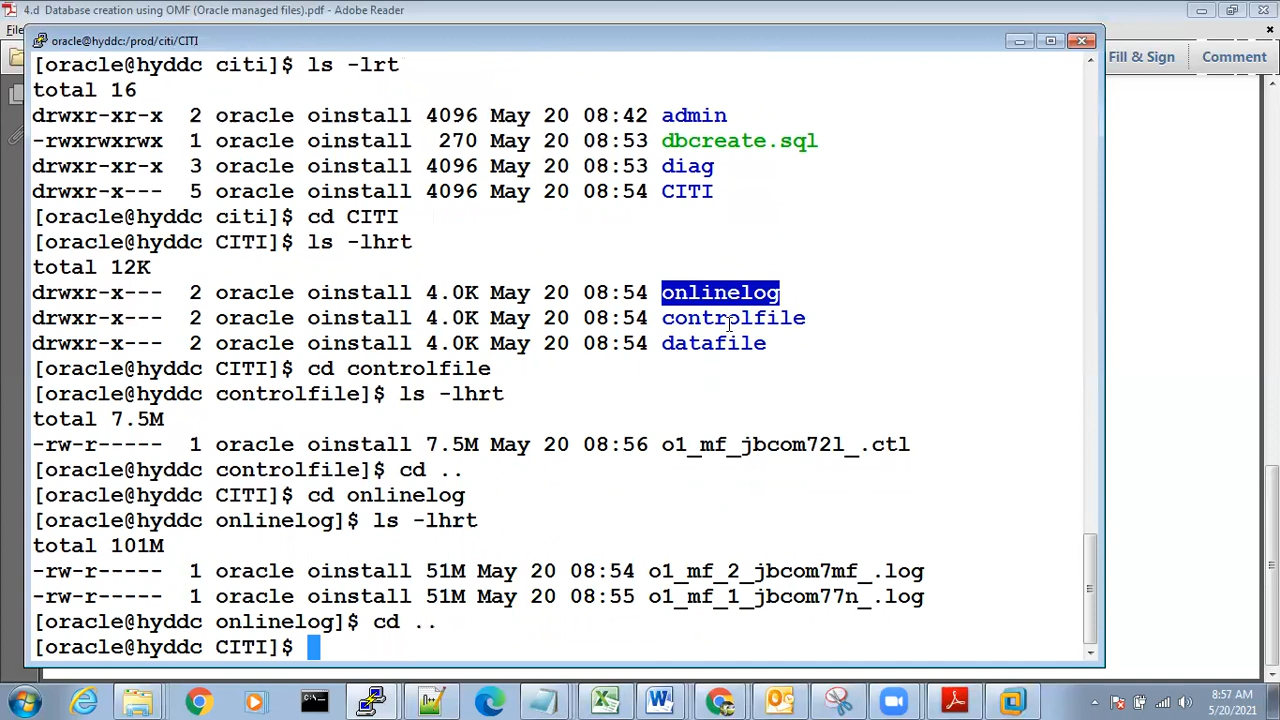 4.d Database creation using OMF (Oracle managed files).pdf - Adobe Reader
File
Fill & Sign
Comment
oracle@hyddc:/prod/citi/CITI
[oracle@hyddc citi]$ ls -lrt
total 16
drwxr-xr-x 2 oracle oinstall 4096 May 20 08:42 admin
-rwxrwxrwx 1 oracle oinstall 270 May 20 08:53 dbcreate.sql
drwxr-xr-x 3 oracle oinstall 4096 May 20 08:53 diag
drwxr-x--- 5 oracle oinstall 4096 May 20 08:54 CITI
[oracle@hyddc citi]$ cd CITI
[oracle@hyddc CITI]$ ls -lhrt
total 12K
drwxr-x--- 2 oracle oinstall 4.0K May 20 08:54 onlinelog
drwxr-x--- 2 oracle oinstall 4.0K May 20 08:54 controlfile
drwxr-x--- 2 oracle oinstall 4.0K May 20 08:54 datafile
[oracle@hyddc CITI]$ cd controlfile
[oracle@hyddc controlfile]$ ls -lhrt
total 7.5M
-rw-r----- 1 oracle oinstall 7.5M May 20 08:56 o1_mf_jbcom72l_.ctl
[oracle@hyddc controlfile]$ cd ..
[oracle@hyddc CITI]$ cd onlinelog
[oracle@hyddc onlinelog]$ ls -lhrt
total 101M
-rw-r----- 1 oracle oinstall 51M May 20 08:54 o1_mf_2_jbcom7mf_.log
-rw-r----- 1 oracle oinstall 51M May 20 08:55 o1_mf_1_jbcom77n_.log
[oracle@hyddc onlinelog]$ cd ..
[oracle@hyddc CITI]$
8:57 AM
5/20/2021